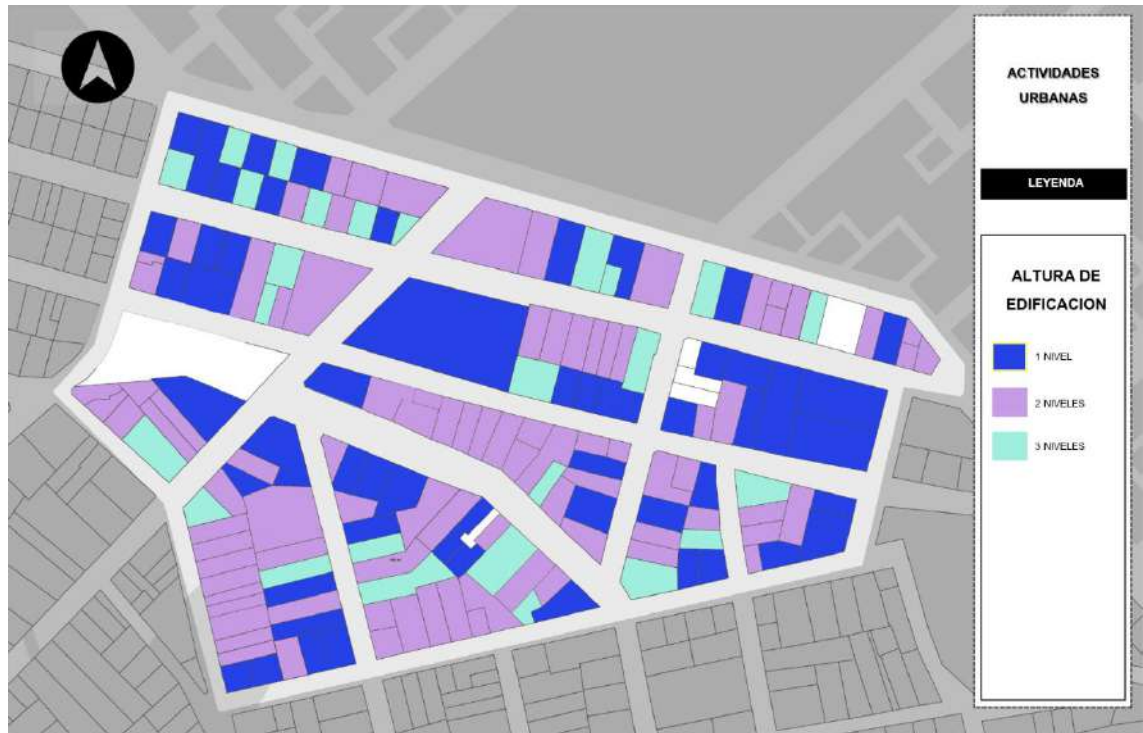 ACTIVIDADES
URBANAS
LEYENDA
ALTURA DE
EDIFICACION
1 NIVEL
2 NIVELES
3 NIVELES